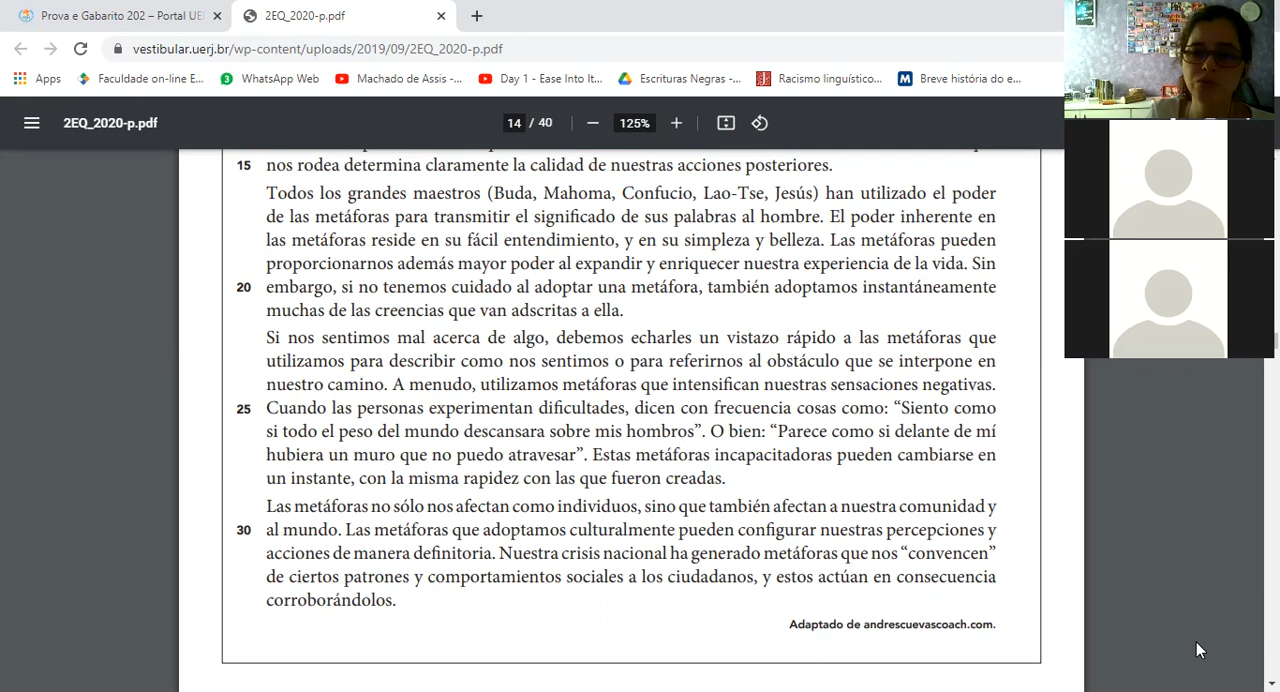 Prova e Gabarito 202 – Portal UE
2EQ_2020-p.pdf
vestibular.uerj.br/wp-content/uploads/2019/09/2EQ_2020-p.pdf
Apps
Faculdade on-line E...
3
WhatsApp Web
Machado de Assis -...
Day 1 - Ease Into It...
Escrituras Negras -...
Racismo linguístico...
M
Breve história do e...
2EQ_2020-p.pdf
14 / 40
125%
15 nos rodea determina claramente la calidad de nuestras acciones posteriores.
Todos los grandes maestros (Buda, Mahoma, Confucio, Lao-Tse, Jesús) han utilizado el poder
de las metáforas para transmitir el significado de sus palabras al hombre. El poder inherente en
las metáforas reside en su fácil entendimiento, y en su simpleza y belleza. Las metáforas pueden
proporcionarnos además mayor poder al expandir y enriquecer nuestra experiencia de la vida. Sin
20 embargo, si no tenemos cuidado al adoptar una metáfora, también adoptamos instantáneamente
muchas de las creencias que van adscritas a ella.
Si nos sentimos mal acerca de algo, debemos echarles un vistazo rápido a las metáforas que
utilizamos para describir como nos sentimos o para referirnos al obstáculo que se interpone en
nuestro camino. A menudo, utilizamos metáforas que intensifican nuestras sensaciones negativas.
25 Cuando las personas experimentan dificultades, dicen con frecuencia cosas como: “Siento como
si todo el peso del mundo descansara sobre mis hombros”. O bien: “Parece como si delante de mí
hubiera un muro que no puedo atravesar”. Estas metáforas incapacitadoras pueden cambiarse en
un instante, con la misma rapidez con las que fueron creadas.
Las metáforas no sólo nos afectan como individuos, sino que también afectan a nuestra comunidad y
30 al mundo. Las metáforas que adoptamos culturalmente pueden configurar nuestras percepciones y
acciones de manera definitoria. Nuestra crisis nacional ha generado metáforas que nos “convencen”
de ciertos patrones y comportamientos sociales a los ciudadanos, y estos actúan en consecuencia
corroborándolos.
Adaptado de andrescuevascoach.com.